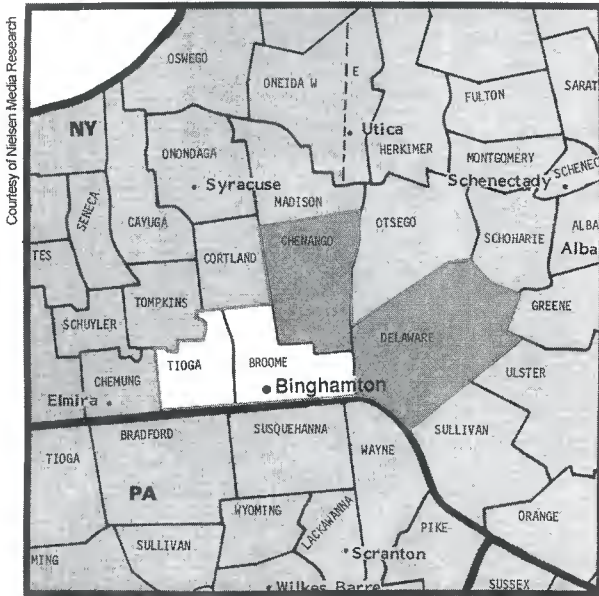 Courtesy of Nielsen Media Research
OSWEGO
ONEIDA W
E
FULTON
SARAT
NY
Utica
HERKIMER
ONONDAGA
MONTGOMERY
SCHENEC
Syracuse
Schenectady
SENECA
MADISON
CAYUGA
OTSEGO
ALBA
CHENANGO
SCHOHARIE
Alba
TES
CORTLAND
TOMPKINS
GREENE
SCHUYLER
DELAWARE
TIOGA
BROOME
ULSTER
CHEMUNG
Binghamton
Elmira
BRADFORD
SUSQUEHANNA
SULLIVAN
TIOGA
WAYNE
PA
WYOMING
LACKAWANNA
ORANGE
PIKE
SULLIVAN
MING
Scranton
Wilkes Barre
SUSSEX